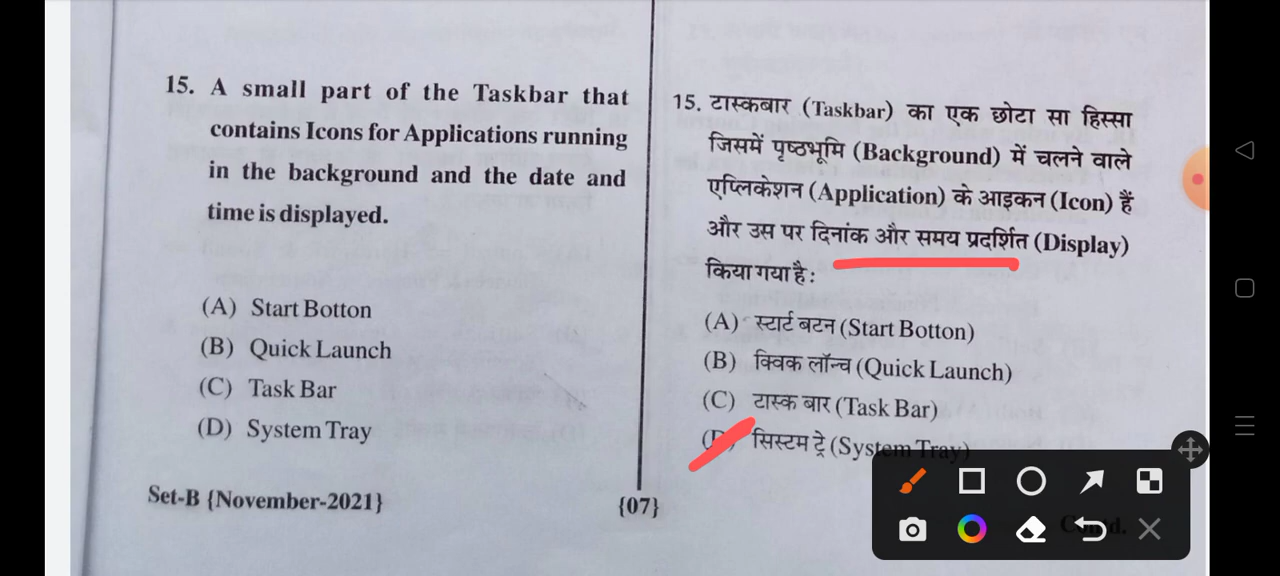 15. A small part of the Taskbar that
contains Icons for Applications running
in the background and the date and
time is displayed.
(A) Start Botton
(B) Quick Launch
(C) Task Bar
(D) System Tray
Set-B {November-2021}
{07}
15. टास्कबार (Taskbar) का एक छोटा सा हिस्सा
जिसमें पृष्ठभूमि (Background) में चलने वाले
एप्लिकेशन (Application) के आइकन (Icon) हैं
और उस पर दिनांक और समय प्रदर्शित (Display)
किया गया है:
(A) स्टार्ट बटन (Start Botton)
(B) क्विक लॉन्च (Quick Launch)
(C) टास्क बार (Task Bar)
सिस्टम ट्रे (System Tray)